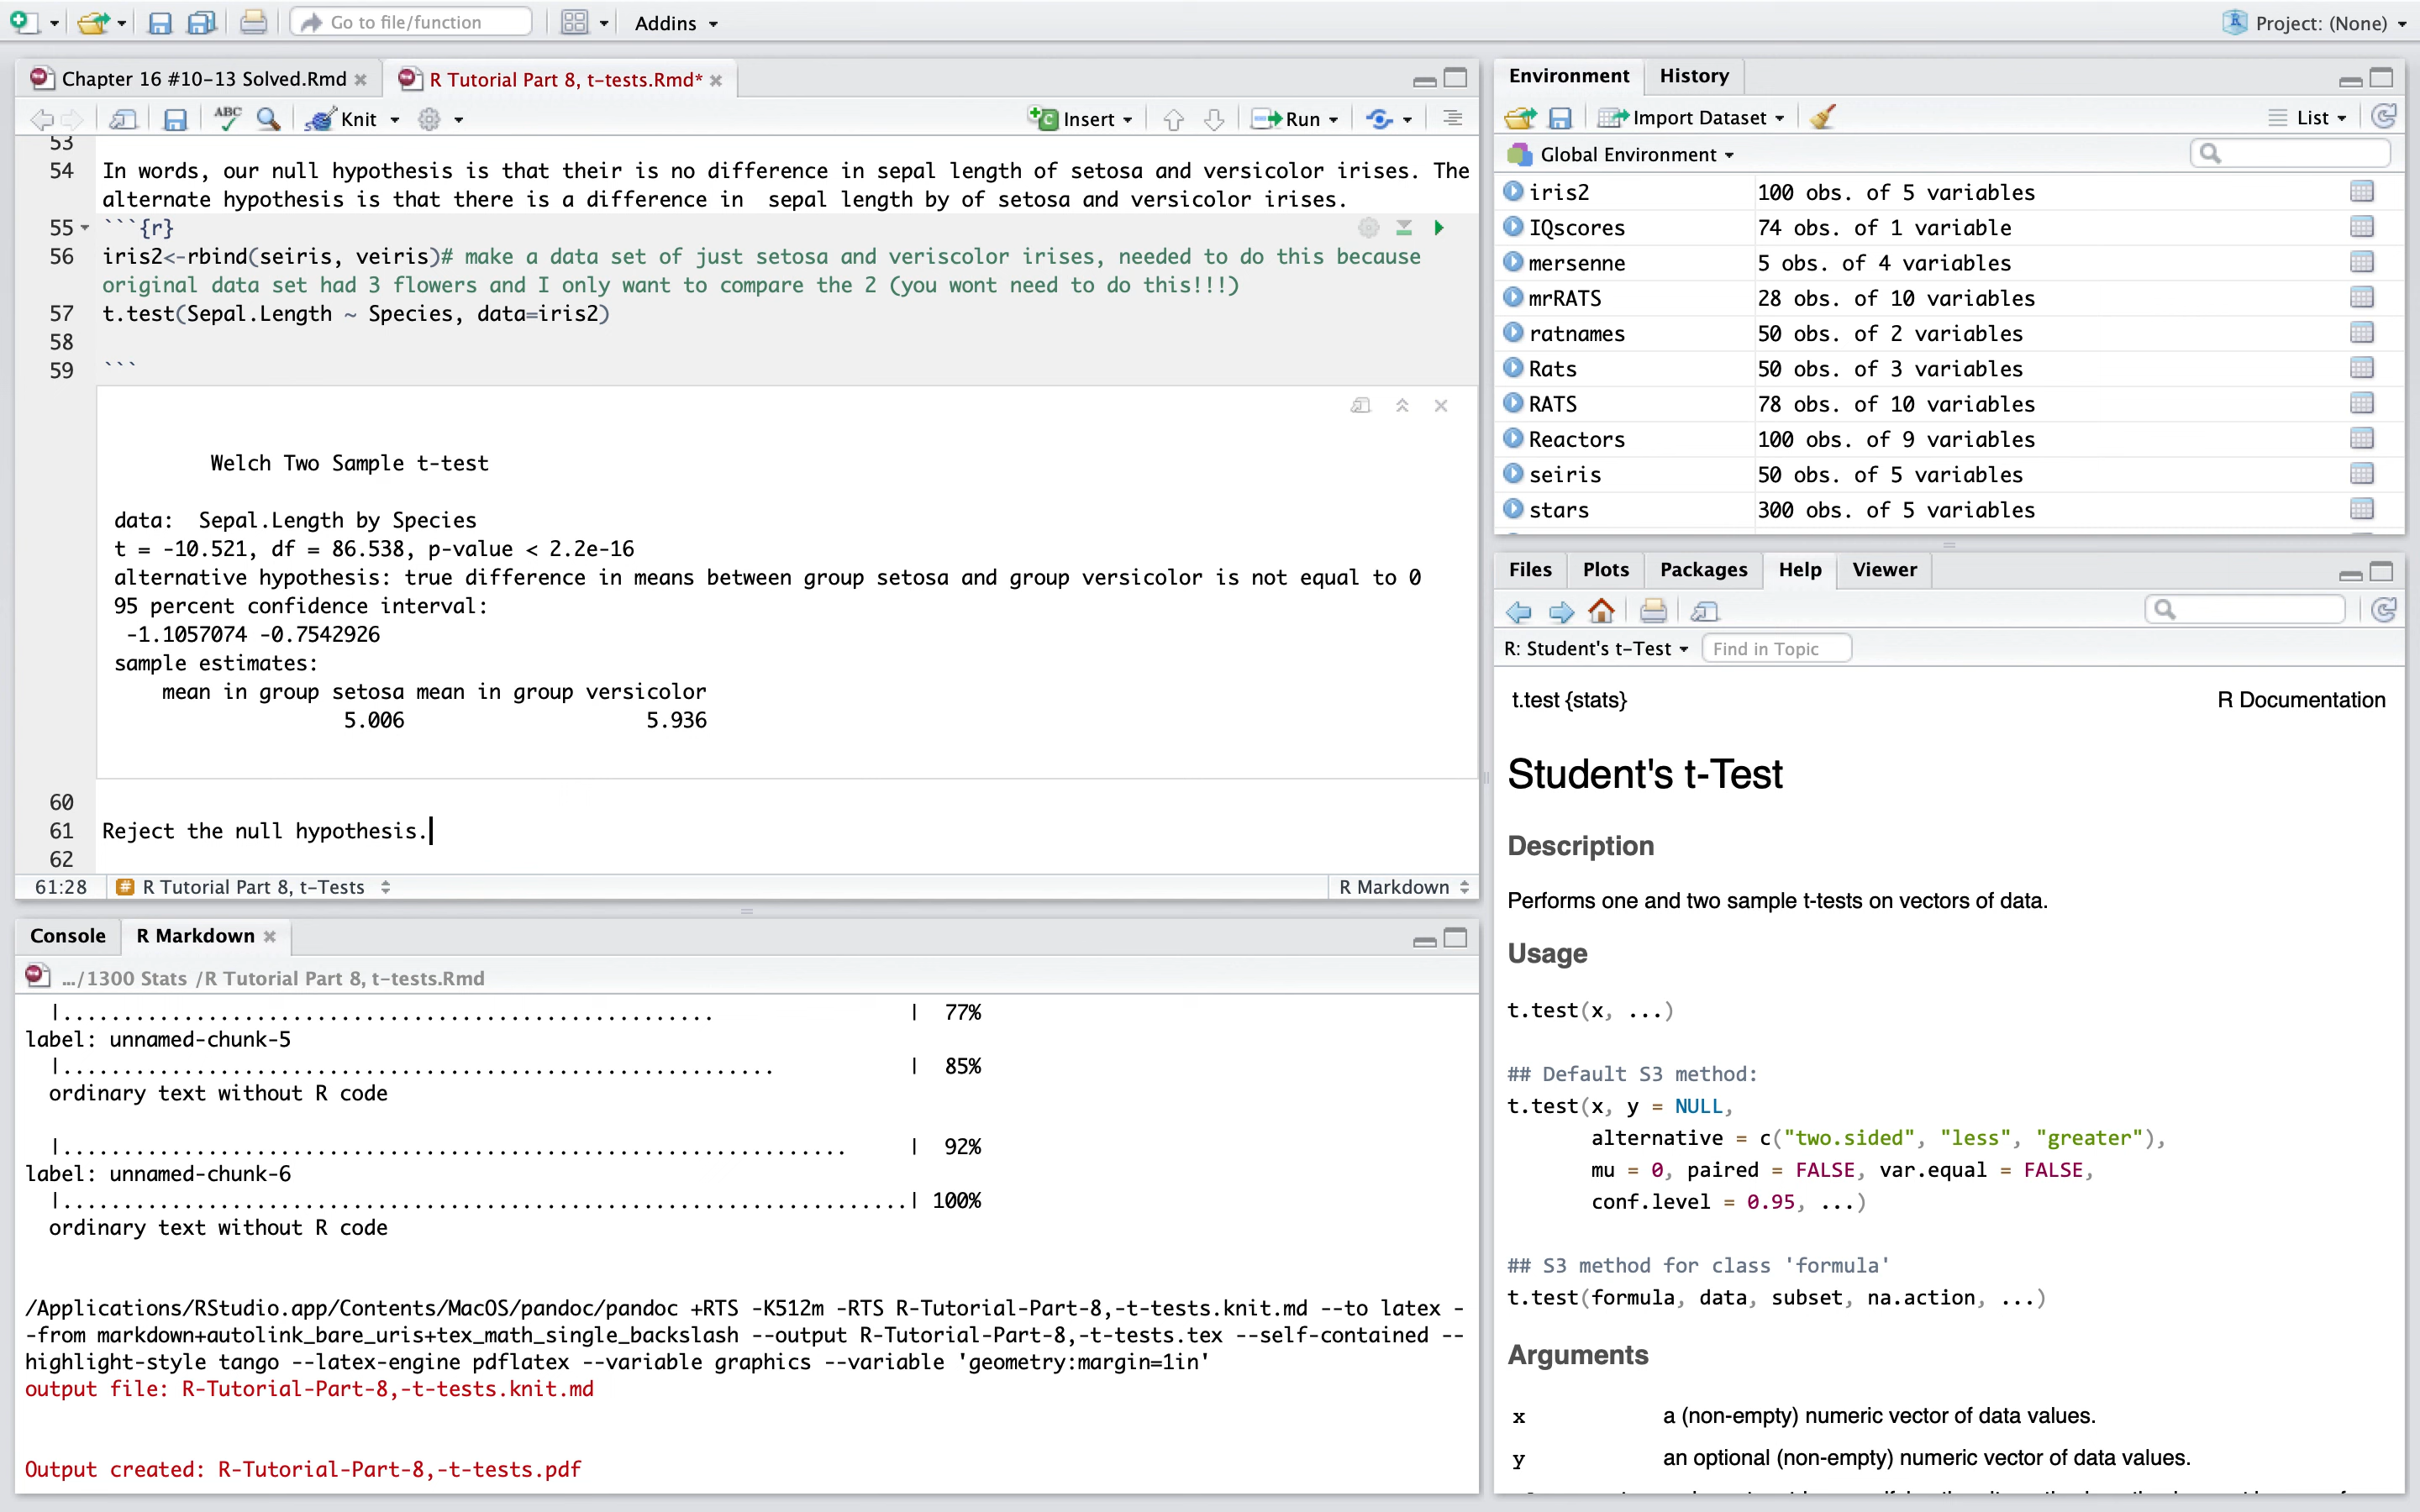 Go to file/function
Addins
Project: (None)
Chapter 16 #10-13 Solved.Rmd
R Tutorial Part 8, t-tests.Rmd*
ABC
Knit
Insert
Run
53
54 In words, our null hypothesis is that their is no difference in sepal length of setosa and versicolor irises. The
alternate hypothesis is that there is a difference in  sepal length by of setosa and versicolor irises.
55 ```{r}
56 iris2<-rbind(seiris, veiris)# make a data set of just setosa and veriscolor irises, needed to do this because
original data set had 3 flowers and I only want to compare the 2 (you wont need to do this!!!)
57 t.test(Sepal.Length ~ Species, data=iris2)
58
59 ```
Welch Two Sample t-test
data:  Sepal.Length by Species
t = -10.521, df = 86.538, p-value < 2.2e-16
alternative hypothesis: true difference in means between group setosa and group versicolor is not equal to 0
95 percent confidence interval:
-1.1057074 -0.7542926
sample estimates:
mean in group setosa mean in group versicolor
5.006 5.936
60
61 Reject the null hypothesis.
62
61:28
# R Tutorial Part 8, t-Tests
R Markdown
Console
R Markdown
.../1300 Stats /R Tutorial Part 8, t-tests.Rmd
|...................................................... | 77%
label: unnamed-chunk-5
|........................................................... | 85%
ordinary text without R code
|................................................................. | 92%
label: unnamed-chunk-6
|......................................................................| 100%
ordinary text without R code
/Applications/RStudio.app/Contents/MacOS/pandoc/pandoc +RTS -K512m -RTS R-Tutorial-Part-8,-t-tests.knit.md --to latex -
-from markdown+autolink_bare_uris+tex_math_single_backslash --output R-Tutorial-Part-8,-t-tests.tex --self-contained --
highlight-style tango --latex-engine pdflatex --variable graphics --variable 'geometry:margin=1in'
output file: R-Tutorial-Part-8,-t-tests.knit.md
Output created: R-Tutorial-Part-8,-t-tests.pdf
Environment
History
Import Dataset
List
Global Environment
iris2 100 obs. of 5 variables
IQscores 74 obs. of 1 variable
mersenne 5 obs. of 4 variables
mrRATS 28 obs. of 10 variables
ratnames 50 obs. of 2 variables
Rats 50 obs. of 3 variables
RATS 78 obs. of 10 variables
Reactors 100 obs. of 9 variables
seiris 50 obs. of 5 variables
stars 300 obs. of 5 variables
Files
Plots
Packages
Help
Viewer
R: Student's t-Test
Find in Topic
t.test {stats}
R Documentation
Student's t-Test
Description
Performs one and two sample t-tests on vectors of data.
Usage
t.test(x, ...)
## Default S3 method:
t.test(x, y = NULL,
alternative = c("two.sided", "less", "greater"),
mu = 0, paired = FALSE, var.equal = FALSE,
conf.level = 0.95, ...)
## S3 method for class 'formula'
t.test(formula, data, subset, na.action, ...)
Arguments
x a (non-empty) numeric vector of data values.
y an optional (non-empty) numeric vector of data values.